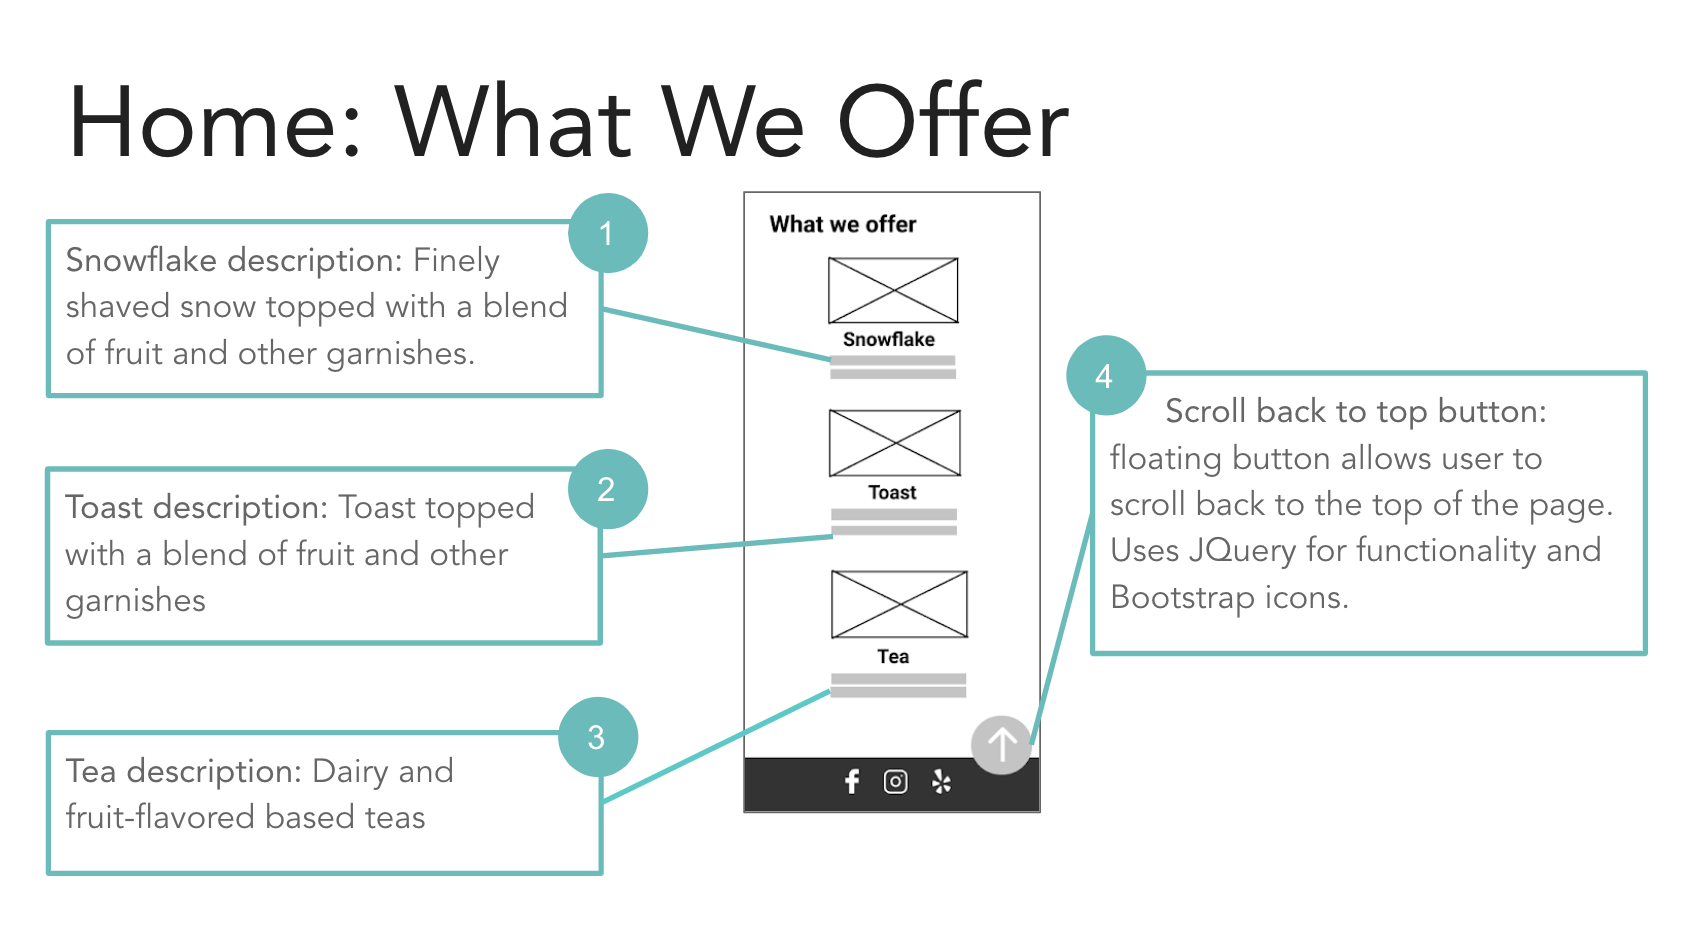 Home: What We Offer
1
Snowflake description: Finely
shaved snow topped with a blend
of fruit and other garnishes.
2
Toast description: Toast topped
with a blend of fruit and other
garnishes
3
Tea description: Dairy and
fruit-flavored based teas
What we offer
Snowflake
Toast
Tea
4
Scroll back to top button:
floating button allows user to
scroll back to the top of the page.
Uses JQuery for functionality and
Bootstrap icons.